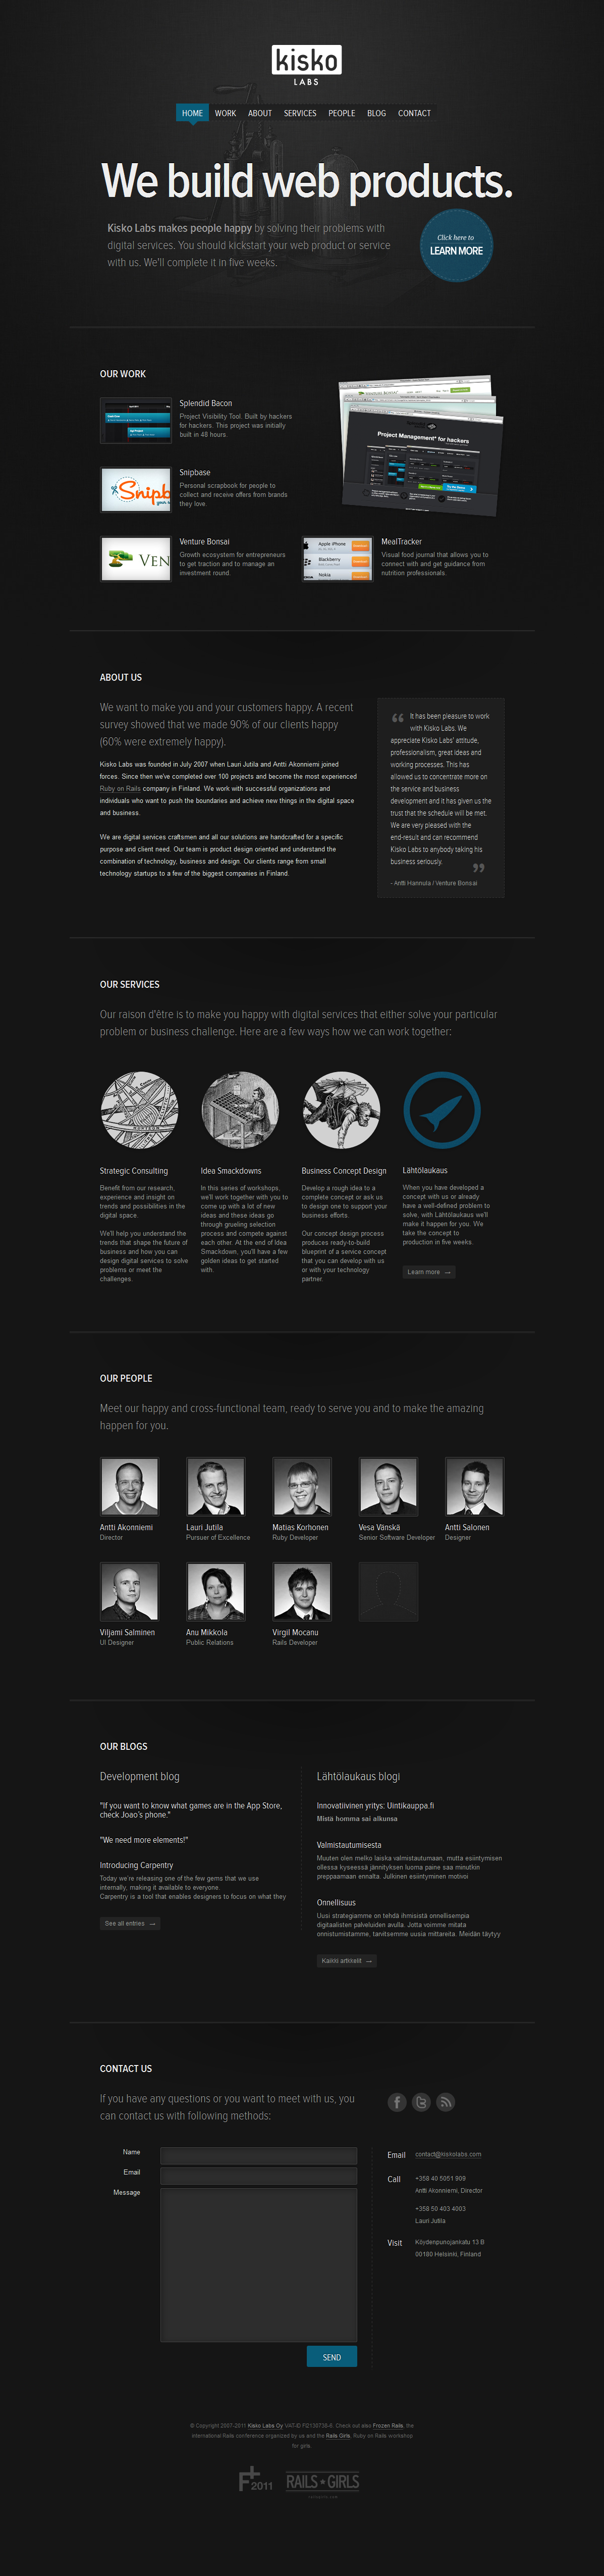 kisko
LABS
HOME WORK ABOUT SERVICES PEOPLE BLOG CONTACT
We build web products.
Kisko Labs makes people happy by solving their problems with
digital services. You should kickstart your web product or service
with us. We'll complete it in five weeks.
Click here to
LEARN MORE
OUR WORK
Splendid Bacon
Project Visibility Tool. Built by hackers
for hackers. This project was initially
built in 48 hours.
Project Management* for hackers
Snipbase
Personal scrapbook for people to
collect and receive offers from brands
they love.
Venture Bonsai
Growth ecosystem for entrepreneurs
to get traction and to manage an
investment round.
Apple iPhone
Blackberry
Nokia
MealTracker
Visual food journal that allows you to
connect with and get guidance from
nutrition professionals.
ABOUT US
We want to make you and your customers happy. A recent
survey showed that we made 90% of our clients happy
(60% were extremely happy).
Kisko Labs was founded in July 2007 when Lauri Jutila and Antti Akonniemi joined
forces. Since then we've completed over 100 projects and become the most experienced
Ruby on Rails company in Finland. We work with successful organizations and
individuals who want to push the boundaries and achieve new things in the digital space
and business.
We are digital services craftsmen and all our solutions are handcrafted for a specific
purpose and client need. Our team is product design oriented and understand the
combination of technology, business and design. Our clients range from small
technology startups to a few of the biggest companies in Finland.
“ It has been pleasure to work
with Kisko Labs. We
appreciate Kisko Labs' attitude,
professionalism, great ideas and
working processes. This has
allowed us to concentrate more on
the service and business
development and it has given us the
trust that the schedule will be met.
We are very pleased with the
end-result and can recommend
Kisko Labs to anybody taking his
business seriously. ”
- Antti Hannula / Venture Bonsai
OUR SERVICES
Our raison d'être is to make you happy with digital services that either solve your particular
problem or business challenge. Here are a few ways how we can work together:
Strategic Consulting
Benefit from our research,
experience and insight on
trends and possibilities in the
digital space.
We'll help you understand the
trends that shape the future of
business and how you can
design digital services to solve
problems or meet the
challenges.
Idea Smackdowns
In this series of workshops,
we'll work together with you to
come up with a lot of new
ideas and these ideas go
through grueling selection
process and compete against
each other. At the end of Idea
Smackdown, you'll have a few
golden ideas to get started
with.
Business Concept Design
Develop a rough idea to a
complete concept or ask us
to design one to support your
business efforts.
Our concept design process
produces ready-to-build
blueprint of a service concept
that you can develop with us
or with your technology
partner.
Lähtölaukaus
When you have developed a
concept with us or already
have a well-defined problem to
solve, with Lähtölaukaus we'll
make it happen for you. We
take the concept to
production in five weeks.
Learn more →
OUR PEOPLE
Meet our happy and cross-functional team, ready to serve you and to make the amazing
happen for you.
Antti Akonniemi
Director
Lauri Jutila
Pursuer of Excellence
Matias Korhonen
Ruby Developer
Vesa Vänskä
Senior Software Developer
Antti Salonen
Designer
Viljami Salminen
UI Designer
Anu Mikkola
Public Relations
Virgil Mocanu
Rails Developer
OUR BLOGS
Development blog
"If you want to know what games are in the App Store,
check Joao's phone."
"We need more elements!"
Introducing Carpentry
Today we're releasing one of the few gems that we use
internally, making it available to everyone.
Carpentry is a tool that enables designers to focus on what they
See all entries →
Lähtölaukaus blogi
Innovatiivinen yritys: Uintikauppa.fi
Mistä homma sai alkunsa
Valmistautumisesta
Muuten olen melko laiska valmistautumaan, mutta esiintymisen
ollessa kyseessä jännityksen luoma paine saa minutkin
preppaamaan ennalta. Julkinen esiintyminen motivoi
Onnellisuus
Uusi strategiamme on tehdä ihmisistä onnellisempia
digitaalisten palveluiden avulla. Jotta voimme mitata
onnistumistamme, tarvitsemme uusia mittareita. Meidän täytyy
Kaikki artikkelit →
CONTACT US
If you have any questions or you want to meet with us, you
can contact us with following methods:
Name
Email
Message
SEND
Email contact@kiskolabs.com
Call +358 40 5051 909
Antti Akonniemi, Director
+358 50 403 4003
Lauri Jutila
Visit Köydenpunojankatu 13 B
00180 Helsinki, Finland
© Copyright 2007-2011 Kisko Labs Oy. Check out also Frozen Rails, the
international Rails conference organized by us and the Rails Girls, Ruby on Rails workshop
for girls.
F+ 2011
RAILS GIRLS